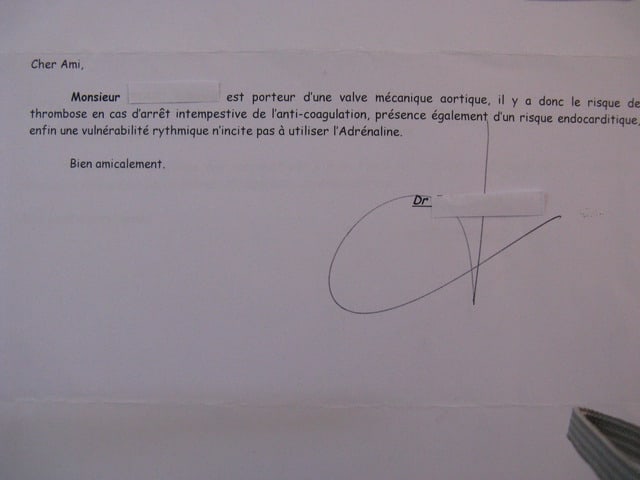 Cher Ami,
Monsieur est porteur d'une valve mécanique aortique, il y a donc le risque de
thrombose en cas d'arrêt intempestive de l'anti-coagulation, présence également d'un risque endocarditique,
enfin une vulnérabilité rythmique n'incite pas à utiliser l'Adrénaline.
Bien amicalement.
Dr